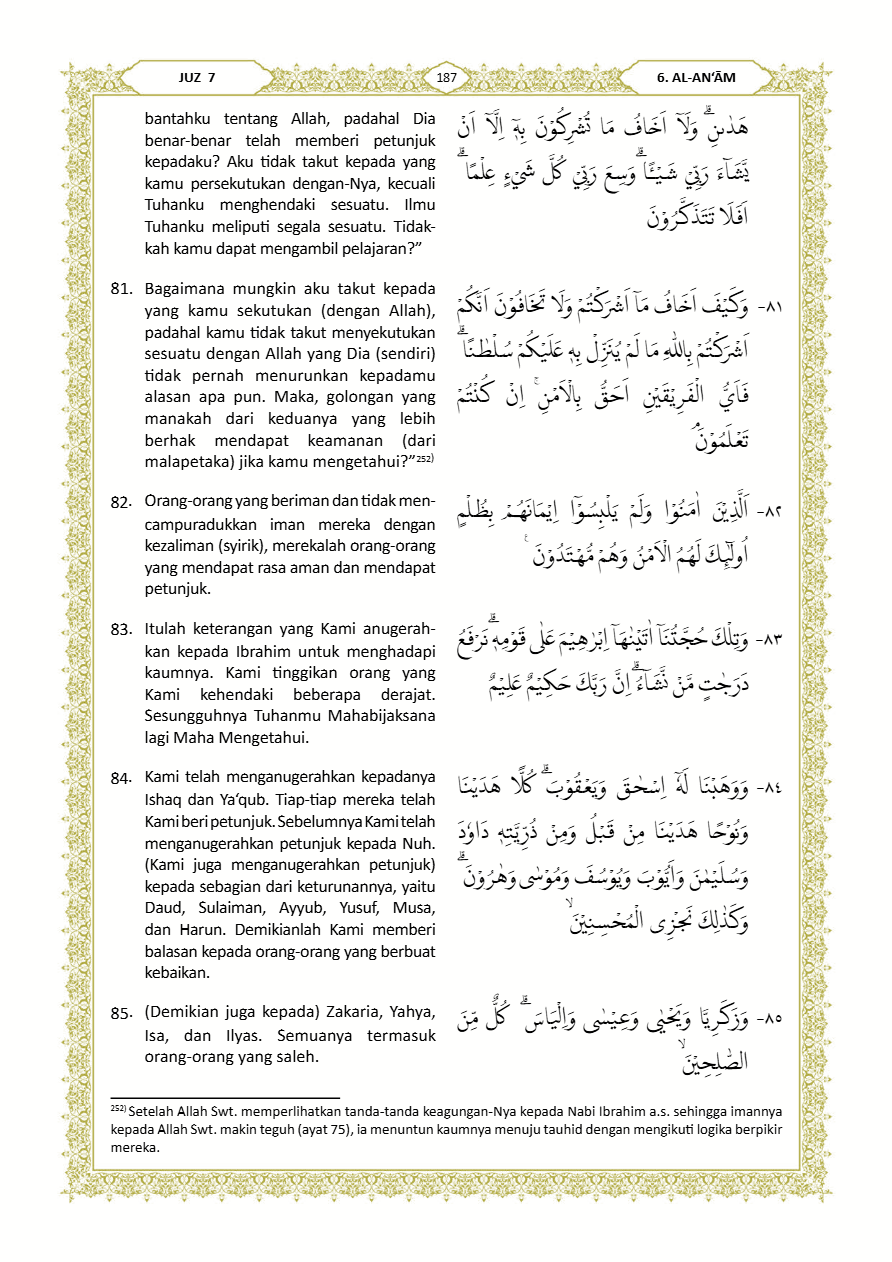 JUZ 7
187
6. AL-AN‘ĀM
bantahku tentang Allah, padahal Dia
benar-benar telah memberi petunjuk
kepadaku? Aku tidak takut kepada yang
kamu persekutukan dengan-Nya, kecuali
Tuhanku menghendaki sesuatu. Ilmu
Tuhanku meliputi segala sesuatu. Tidak-
kah kamu dapat mengambil pelajaran?”
هَدٰىنِۗ وَلَآ اَخَافُ مَا تُشْرِكُوْنَ بِهٖٓ اِلَّآ اَنْ
يَّشَاۤءَ رَبِّيْ شَيْـًٔاۗ وَسِعَ رَبِّيْ كُلَّ شَيْءٍ عِلْمًاۗ
اَفَلَا تَتَذَكَّرُوْنَ
81. Bagaimana mungkin aku takut kepada
yang kamu sekutukan (dengan Allah),
padahal kamu tidak takut menyekutukan
sesuatu dengan Allah yang Dia (sendiri)
tidak pernah menurunkan kepadamu
alasan apa pun. Maka, golongan yang
manakah dari keduanya yang lebih
berhak mendapat keamanan (dari
malapetaka) jika kamu mengetahui?”252)
٨١- وَكَيْفَ اَخَافُ مَآ اَشْرَكْتُمْ وَلَا تَخَافُوْنَ اَنَّكُمْ
اَشْرَكْتُمْ بِاللّٰهِ مَا لَمْ يُنَزِّلْ بِهٖ عَلَيْكُمْ سُلْطٰنًاۗ
فَاَيُّ الْفَرِيْقَيْنِ اَحَقُّ بِالْاَمْنِۚ اِنْ كُنْتُمْ
تَعْلَمُوْنَۘ
82. Orang-orang yang beriman dan tidak men-
campuradukkan iman mereka dengan
kezaliman (syirik), merekalah orang-orang
yang mendapat rasa aman dan mendapat
petunjuk.
٨٢- اَلَّذِيْنَ اٰمَنُوْا وَلَمْ يَلْبِسُوْٓا اِيْمَانَهُمْ بِظُلْمٍ
اُولٰۤىِٕكَ لَهُمُ الْاَمْنُ وَهُمْ مُّهْتَدُوْنَ ࣖ
83. Itulah keterangan yang Kami anugerah-
kan kepada Ibrahim untuk menghadapi
kaumnya. Kami tinggikan orang yang
Kami kehendaki beberapa derajat.
Sesungguhnya Tuhanmu Mahabijaksana
lagi Maha Mengetahui.
٨٣- وَتِلْكَ حُجَّتُنَآ اٰتَيْنٰهَآ اِبْرٰهِيْمَ عَلٰى قَوْمِهٖۗ نَرْفَعُ
دَرَجٰتٍ مَّنْ نَّشَاۤءُۗ اِنَّ رَبَّكَ حَكِيْمٌ عَلِيْمٌ
84. Kami telah menganugerahkan kepadanya
Ishaq dan Ya‘qub. Tiap-tiap mereka telah
Kami beri petunjuk. Sebelumnya Kami telah
menganugerahkan petunjuk kepada Nuh.
(Kami juga menganugerahkan petunjuk)
kepada sebagian dari keturunannya, yaitu
Daud, Sulaiman, Ayyub, Yusuf, Musa,
dan Harun. Demikianlah Kami memberi
balasan kepada orang-orang yang berbuat
kebaikan.
٨٤- وَوَهَبْنَا لَهٗٓ اِسْحٰقَ وَيَعْقُوْبَۗ كُلًّا هَدَيْنَا
وَنُوْحًا هَدَيْنَا مِنْ قَبْلُ وَمِنْ ذُرِّيَّتِهٖ دَاوٗدَ
وَسُلَيْمٰنَ وَاَيُّوْبَ وَيُوْسُفَ وَمُوْسٰى وَهٰرُوْنَۗ
وَكَذٰلِكَ نَجْزِى الْمُحْسِنِيْنَۙ
85. (Demikian juga kepada) Zakaria, Yahya,
Isa, dan Ilyas. Semuanya termasuk
orang-orang yang saleh.
٨٥- وَزَكَرِيَّا وَيَحْيٰى وَعِيْسٰى وَاِلْيَاسَۗ كُلٌّ مِّنَ
الصّٰلِحِيْنَۙ
252) Setelah Allah Swt. memperlihatkan tanda-tanda keagungan-Nya kepada Nabi Ibrahim a.s. sehingga imannya
kepada Allah Swt. makin teguh (ayat 75), ia menuntun kaumnya menuju tauhid dengan mengikuti logika berpikir
mereka.